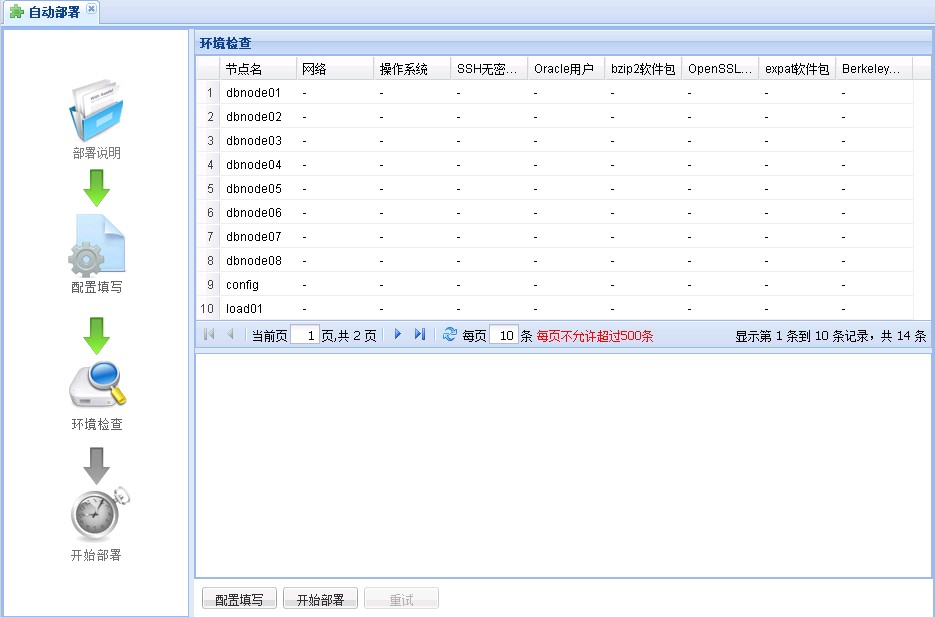 自动部署
环境检查
节点名 网络 操作系统 SSH无密... Oracle用户 bzip2软件包 OpenSSL... expat软件包 Berkeley...
1 dbnode01 - - - - - - - -
2 dbnode02 - - - - - - - -
3 dbnode03 - - - - - - - -
4 dbnode04 - - - - - - - -
5 dbnode05 - - - - - - - -
6 dbnode06 - - - - - - - -
7 dbnode07 - - - - - - - -
8 dbnode08 - - - - - - - -
9 config - - - - - - - -
10 load01 - - - - - - - -
当前页 1 页,共 2 页 每页 10 条 每页不允许超过500条 显示第 1 条到 10 条记录，共 14 条
部署说明
配置填写
环境检查
开始部署
配置填写 开始部署 重试